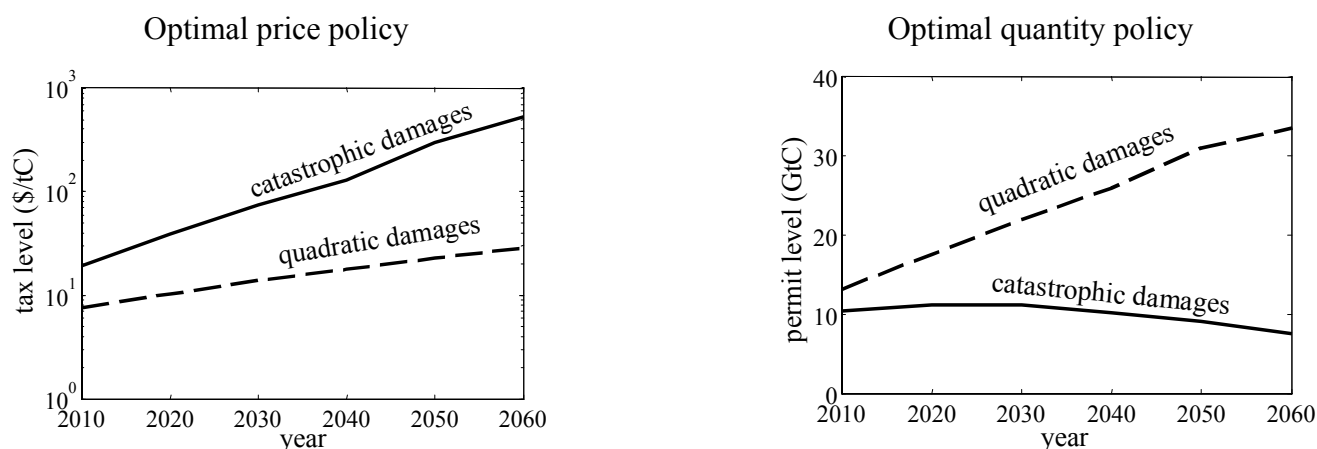 Optimal price policy
tax level ($/tC)
10^3
10^2
10^1
10^0
catastrophic damages
quadratic damages
2010 2020 2030 2040 2050 2060
year
Optimal quantity policy
permit level (GtC)
40
30
20
10
0
quadratic damages
catastrophic damages
2010 2020 2030 2040 2050 2060
year